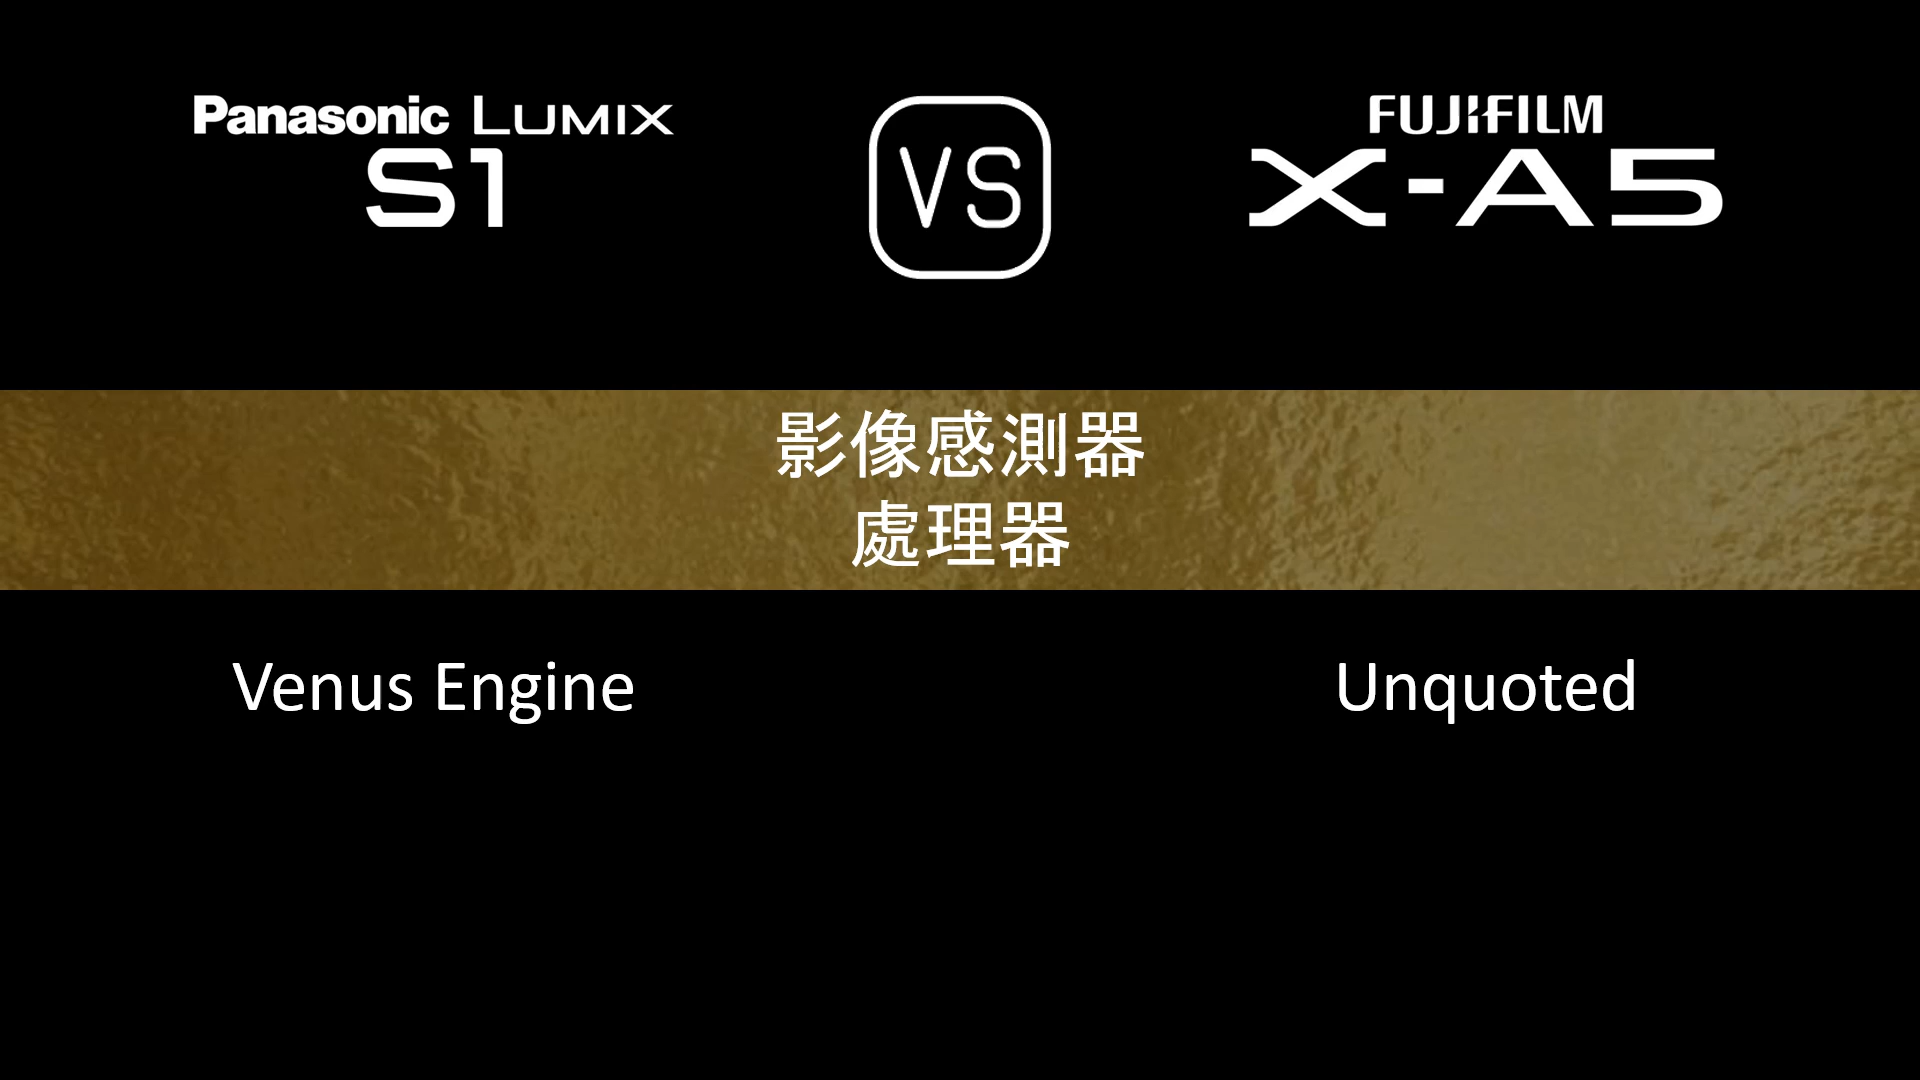 Panasonic LUMIX
S1
VS
FUJIFILM
X-A5
影像感測器
處理器
Venus Engine
Unquoted